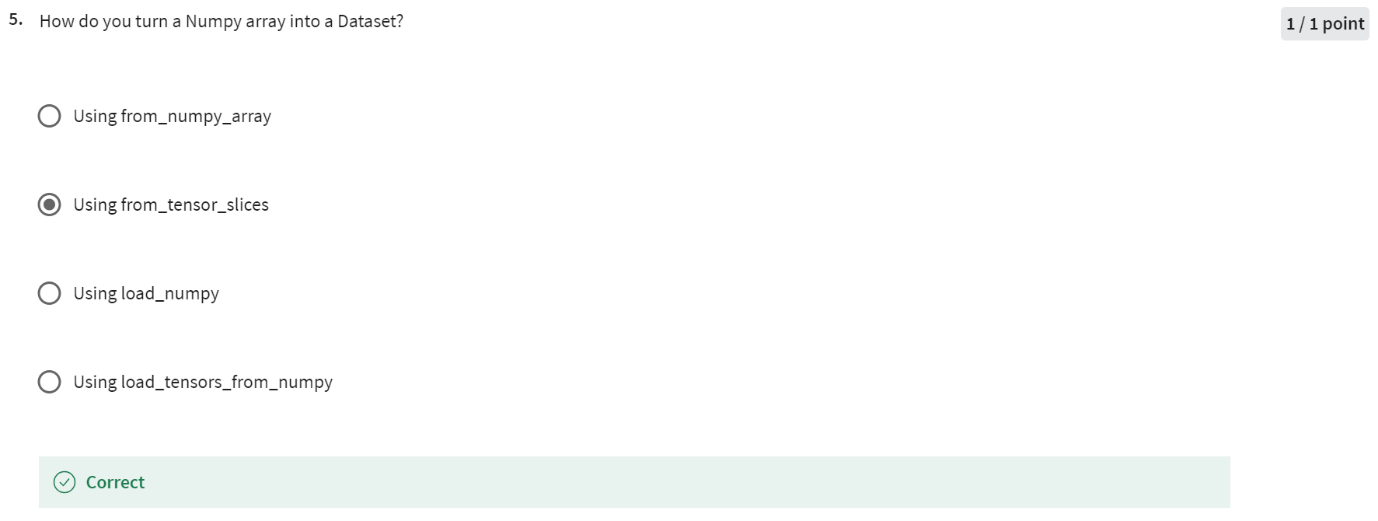 5. How do you turn a Numpy array into a Dataset?
1 / 1 point
Using from_numpy_array
Using from_tensor_slices
Using load_numpy
Using load_tensors_from_numpy
Correct